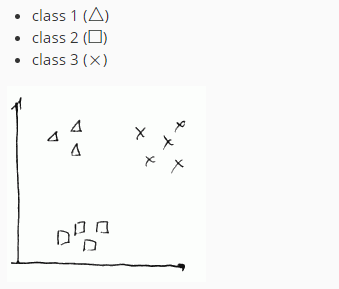 class 1 (△)
class 2 (□)
class 3 (×)